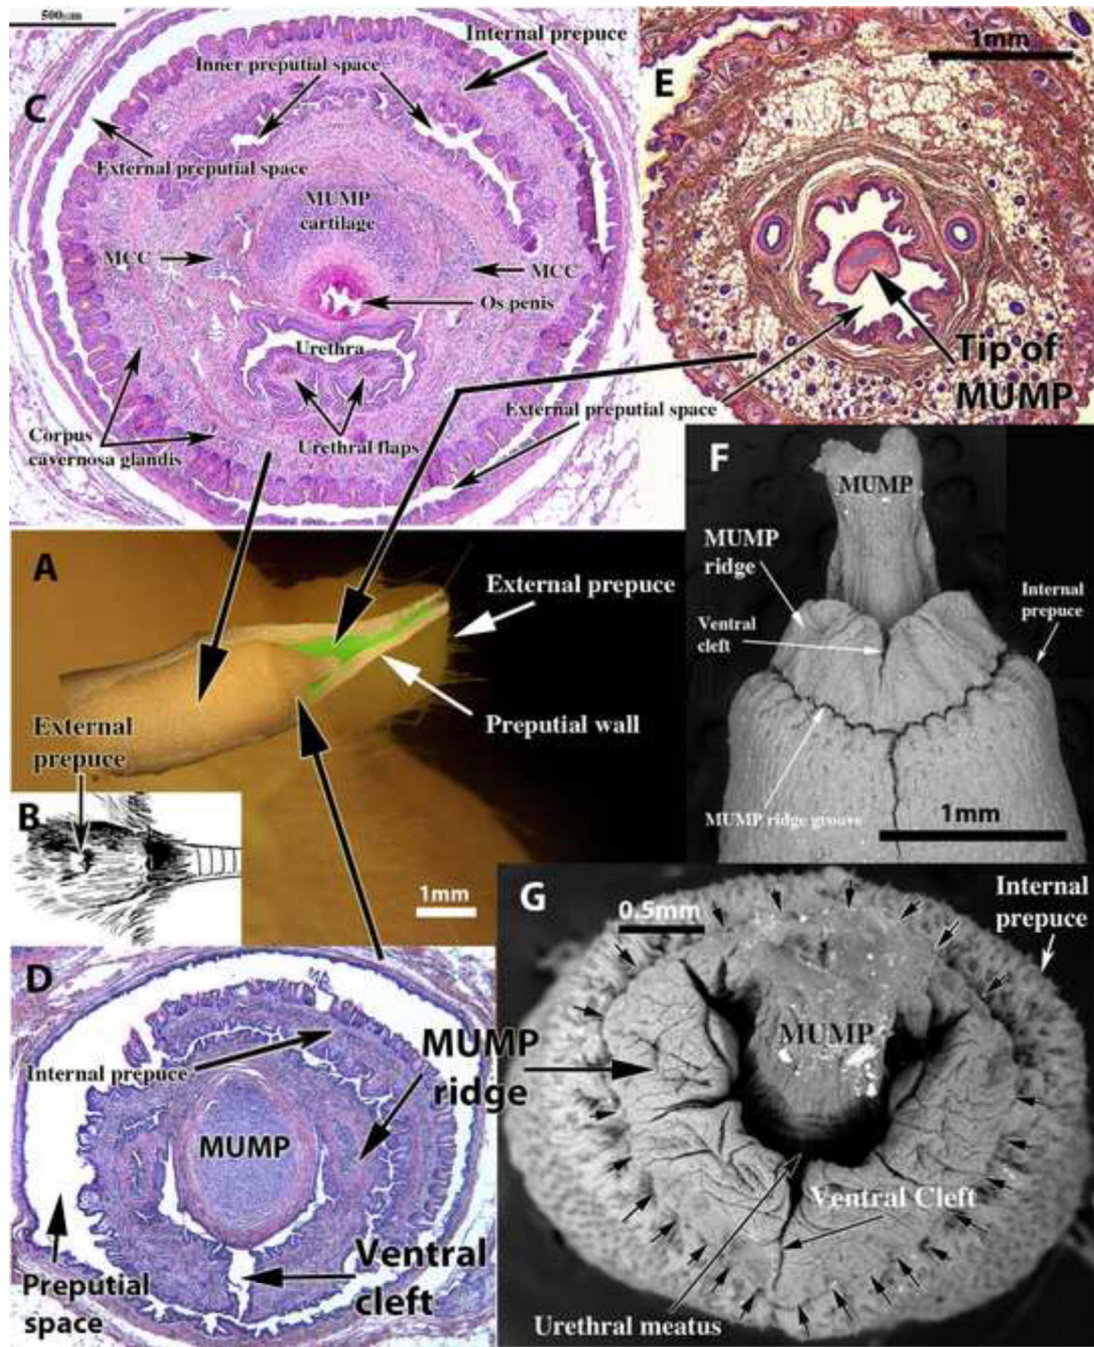 500µm
Internal prepuce
Inner preputial space
C
External preputial space
MUMP
cartilage
MCC
MCC
Os penis
Urethra
External preputial space
Corpus
cavernosa glandis
Urethral flaps
E
1mm
Tip of
MUMP
F
MUMP
MUMP
ridge
Ventral
cleft
Internal
prepuce
MUMP ridge groove
1mm
A
External prepuce
Preputial wall
External
prepuce
B
1mm
D
Internal prepuce
MUMP
ridge
MUMP
Ventral
cleft
Preputial
space
G
0.5mm
Internal
prepuce
MUMP
Ventral Cleft
Urethral meatus